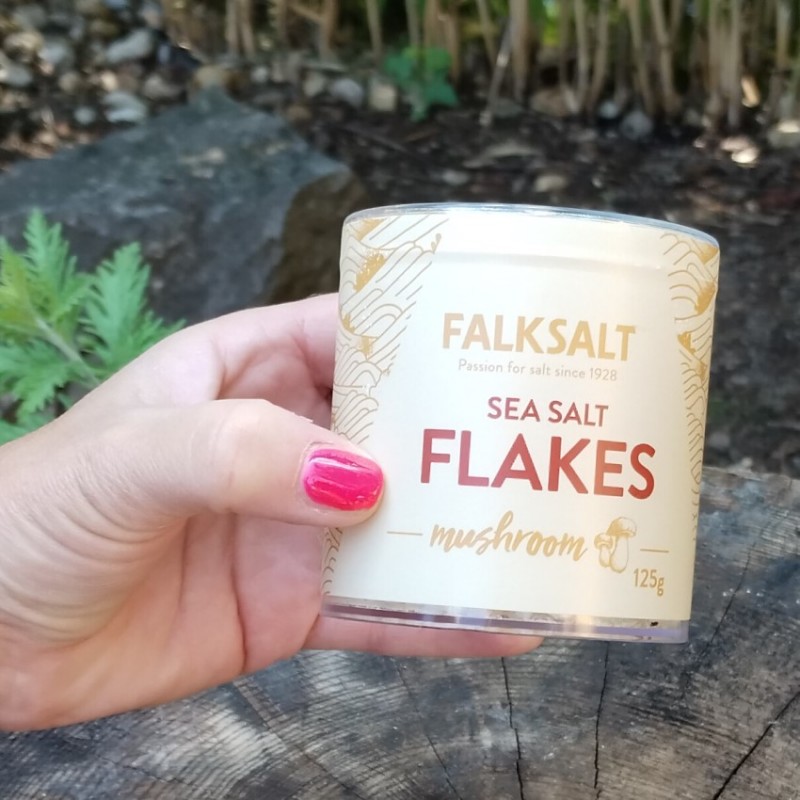 FALKSALT
Passion for salt since 1928
SEA SALT
FLAKES
mushroom
125g